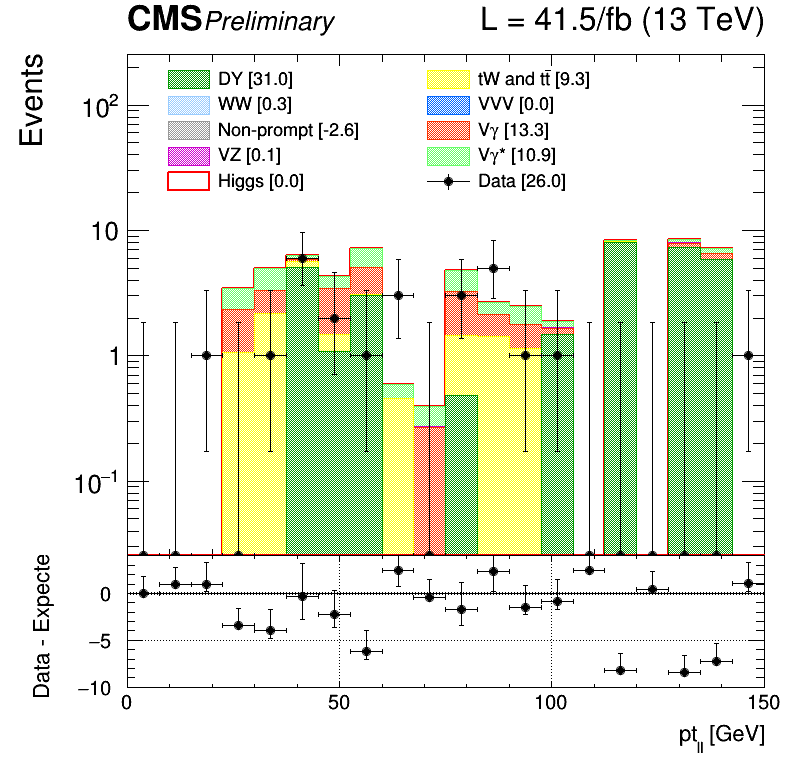 CMS Preliminary L = 41.5/fb (13 TeV)
Events
DY [31.0] tW and tt̄ [9.3]
WW [0.3] VVV [0.0]
Non-prompt [-2.6] Vγ [13.3]
VZ [0.1] Vγ* [10.9]
Higgs [0.0] Data [26.0]
10²
10
1
10⁻¹
Data - Expecte
0
−5
−10
0 50 100 150
pt_ll [GeV]